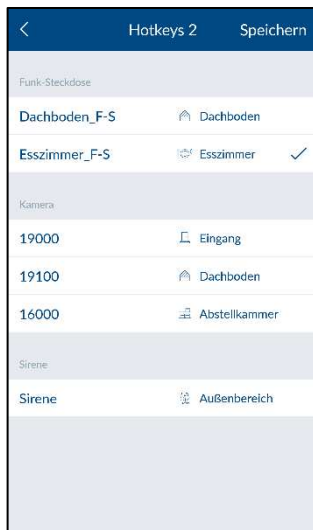 Hotkeys 2 Speichern
Funk-Steckdose
Dachboden_F-S Dachboden
Esszimmer_F-S Esszimmer
Kamera
19000 Eingang
19100 Dachboden
16000 Abstellkammer
Sirene
Sirene Außenbereich